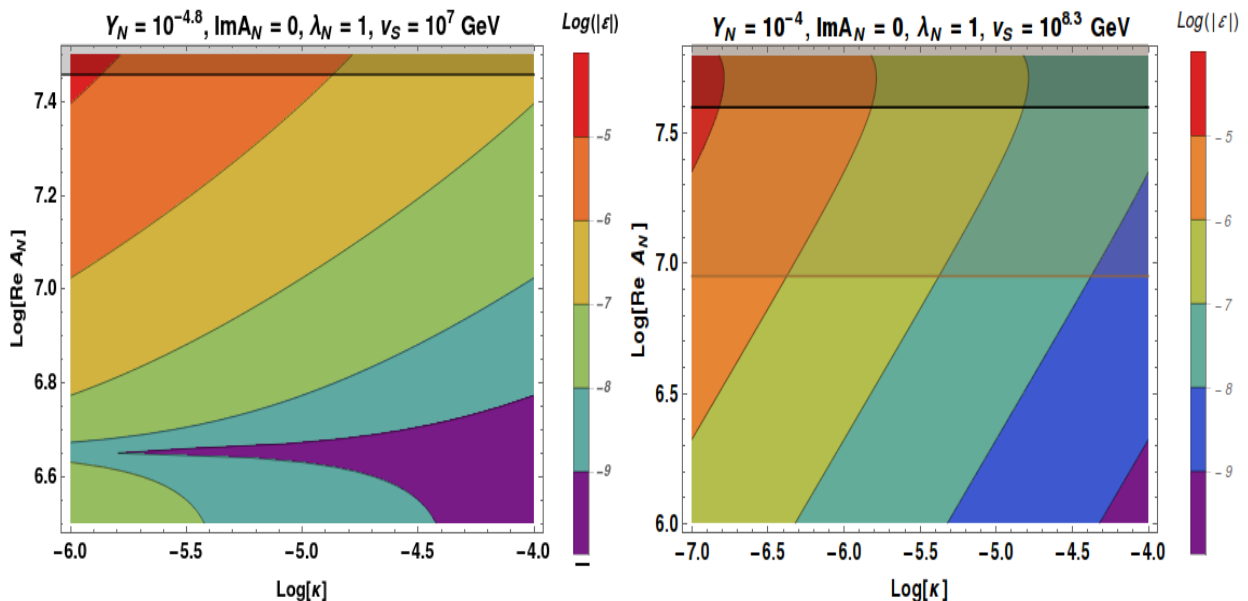 Y_N = 10^{-4.8}, ImA_N = 0, λ_N = 1, v_S = 10^7 GeV
Log(|ε|)
7.4
7.2
7.0
6.8
6.6
Log[Re A_N]
-6.0 -5.5 -5.0 -4.5 -4.0
Log[κ]
-5
-6
-7
-8
-9
Y_N = 10^{-4}, ImA_N = 0, λ_N = 1, v_S = 10^{8.3} GeV
Log(|ε|)
7.5
7.0
6.5
6.0
Log[Re A_N]
-7.0 -6.5 -6.0 -5.5 -5.0 -4.5 -4.0
Log[κ]
-5
-6
-7
-8
-9